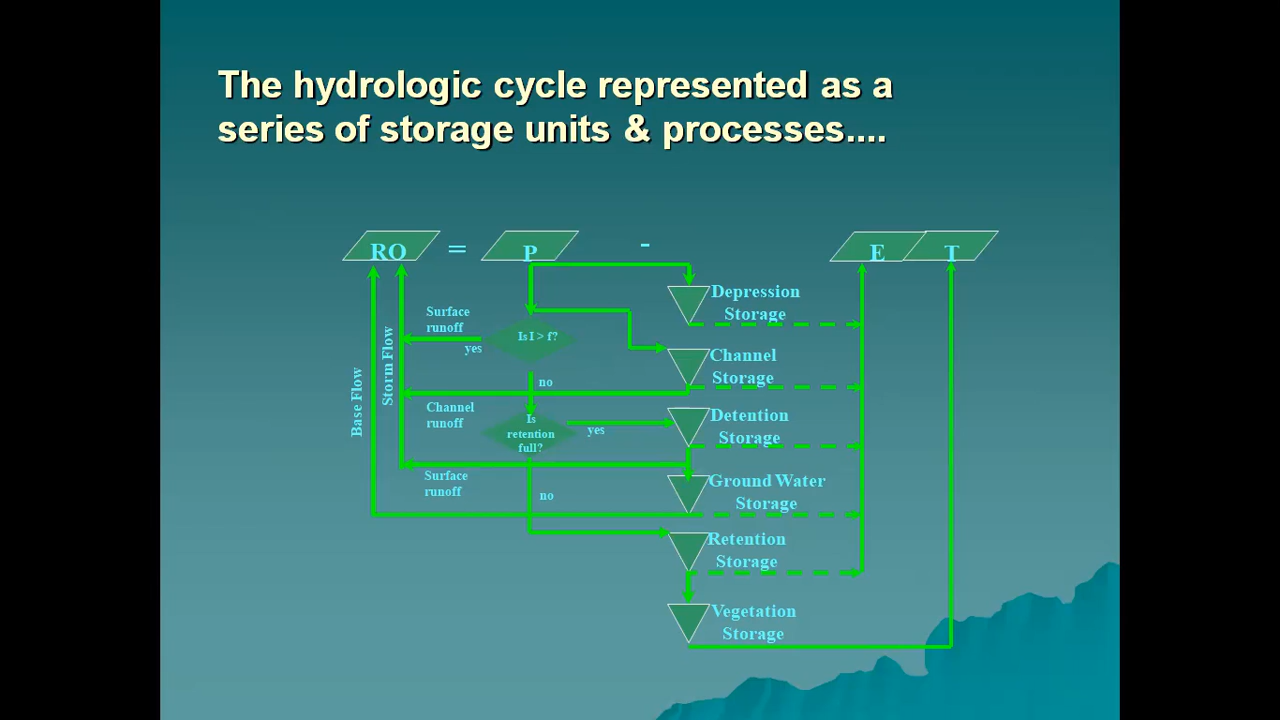 The hydrologic cycle represented as a
series of storage units & processes....
RO = P - E T
Depression
Storage
Surface
runoff
yes
Is I > f?
Channel
Storage
no
Storm Flow
Base Flow
Channel
runoff
Is
retention
full?
yes
Detention
Storage
Surface
runoff
no
Ground Water
Storage
Retention
Storage
Vegetation
Storage